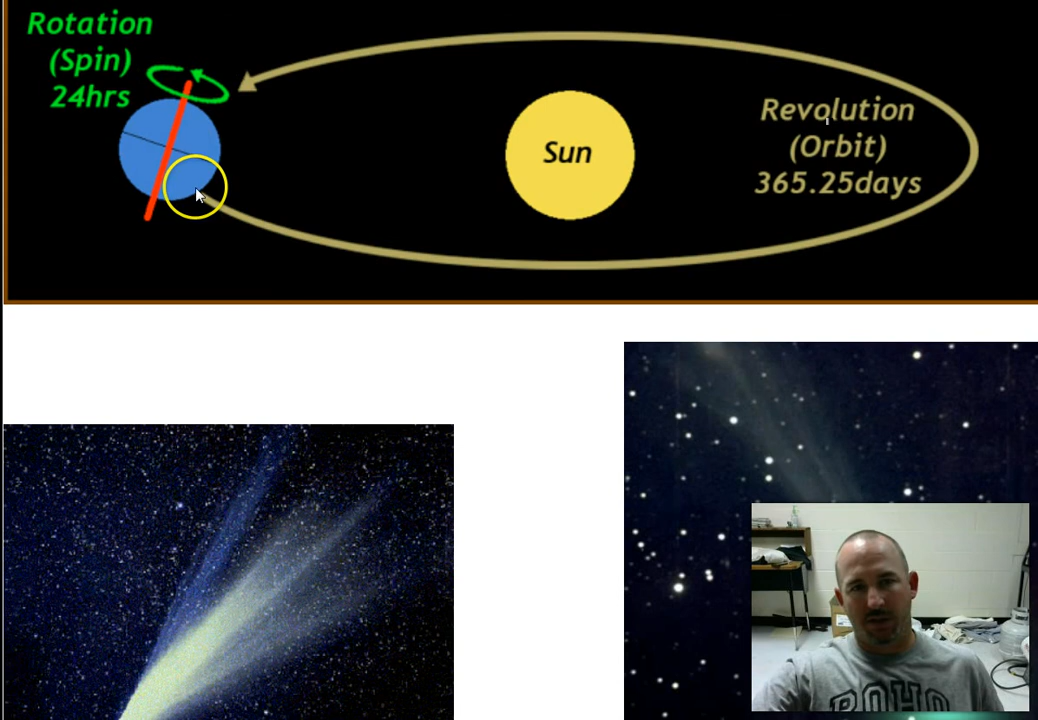 Rotation
(Spin)
24hrs
Sun
Revolution
(Orbit)
365.25days